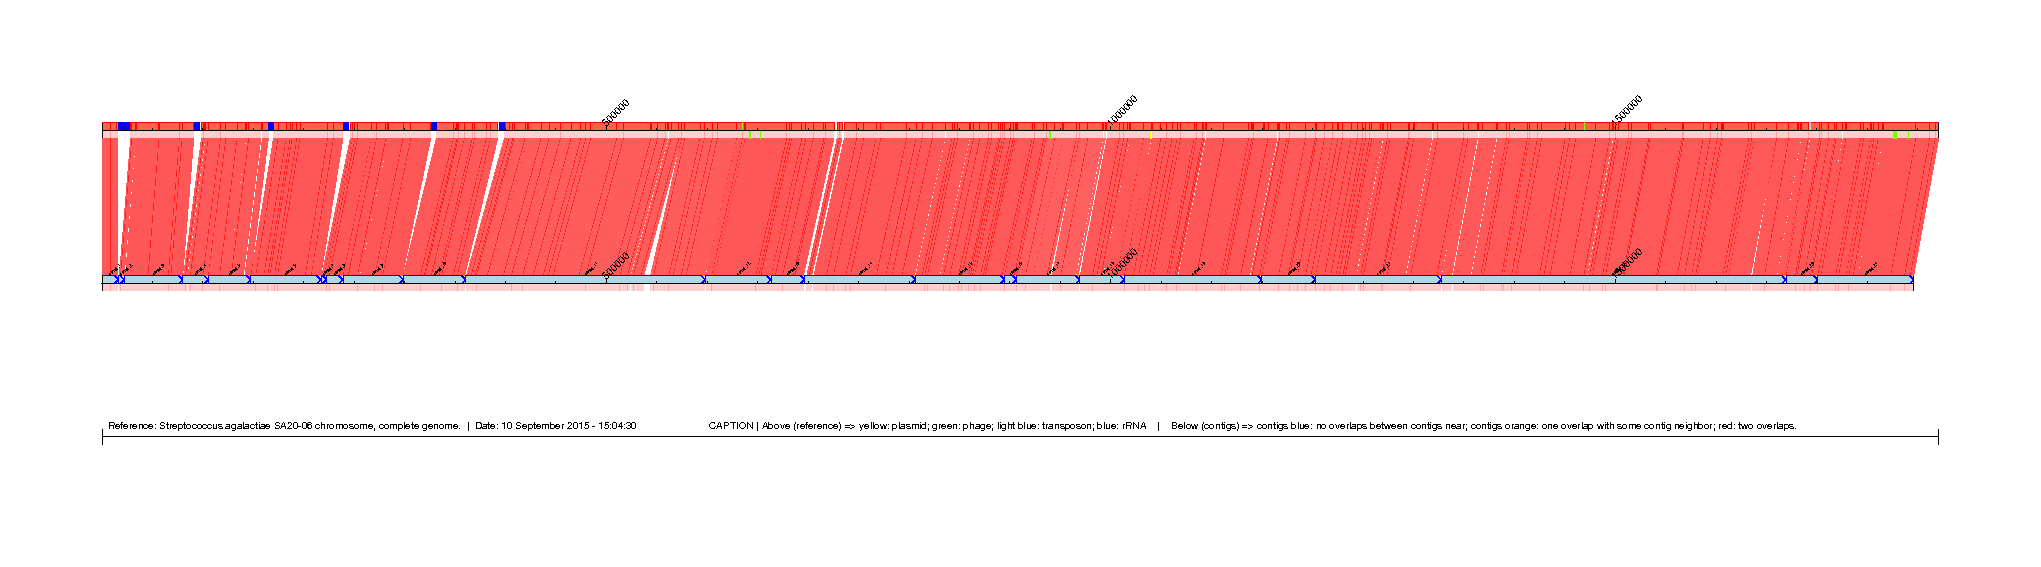 500000 1000000 1500000
500000 1000000 1500000
Reference: Streptococcus agalactiae SA20-06 chromosome, complete genome. | Date: 10 September 2015 - 15:04:30 CAPTION | Above (reference) => yellow: plasmid; green: phage; light blue: transposon; blue: rRNA | Below (contigs) => contigs blue: no overlaps between contigs near; contigs orange: one overlap with some contig neighbor; red: two overlaps.